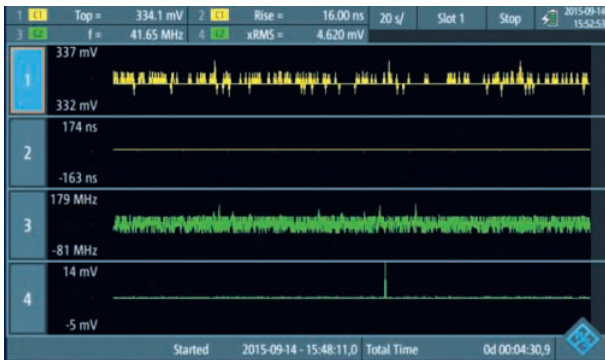 1 C1 Top = 334.1 mV 2 C1 Rise = 16.00 ns 20 s/ Slot 1 Stop 2015-09-14
3 C2 f = 41.65 MHz 4 C2 xRMS = 4.620 mV 15:52:53
337 mV
1
332 mV
174 ns
2
-163 ns
179 MHz
3
-81 MHz
14 mV
4
-5 mV
Started 2015-09-14 - 15:48:11,0 Total Time 0d 00:04:30,9